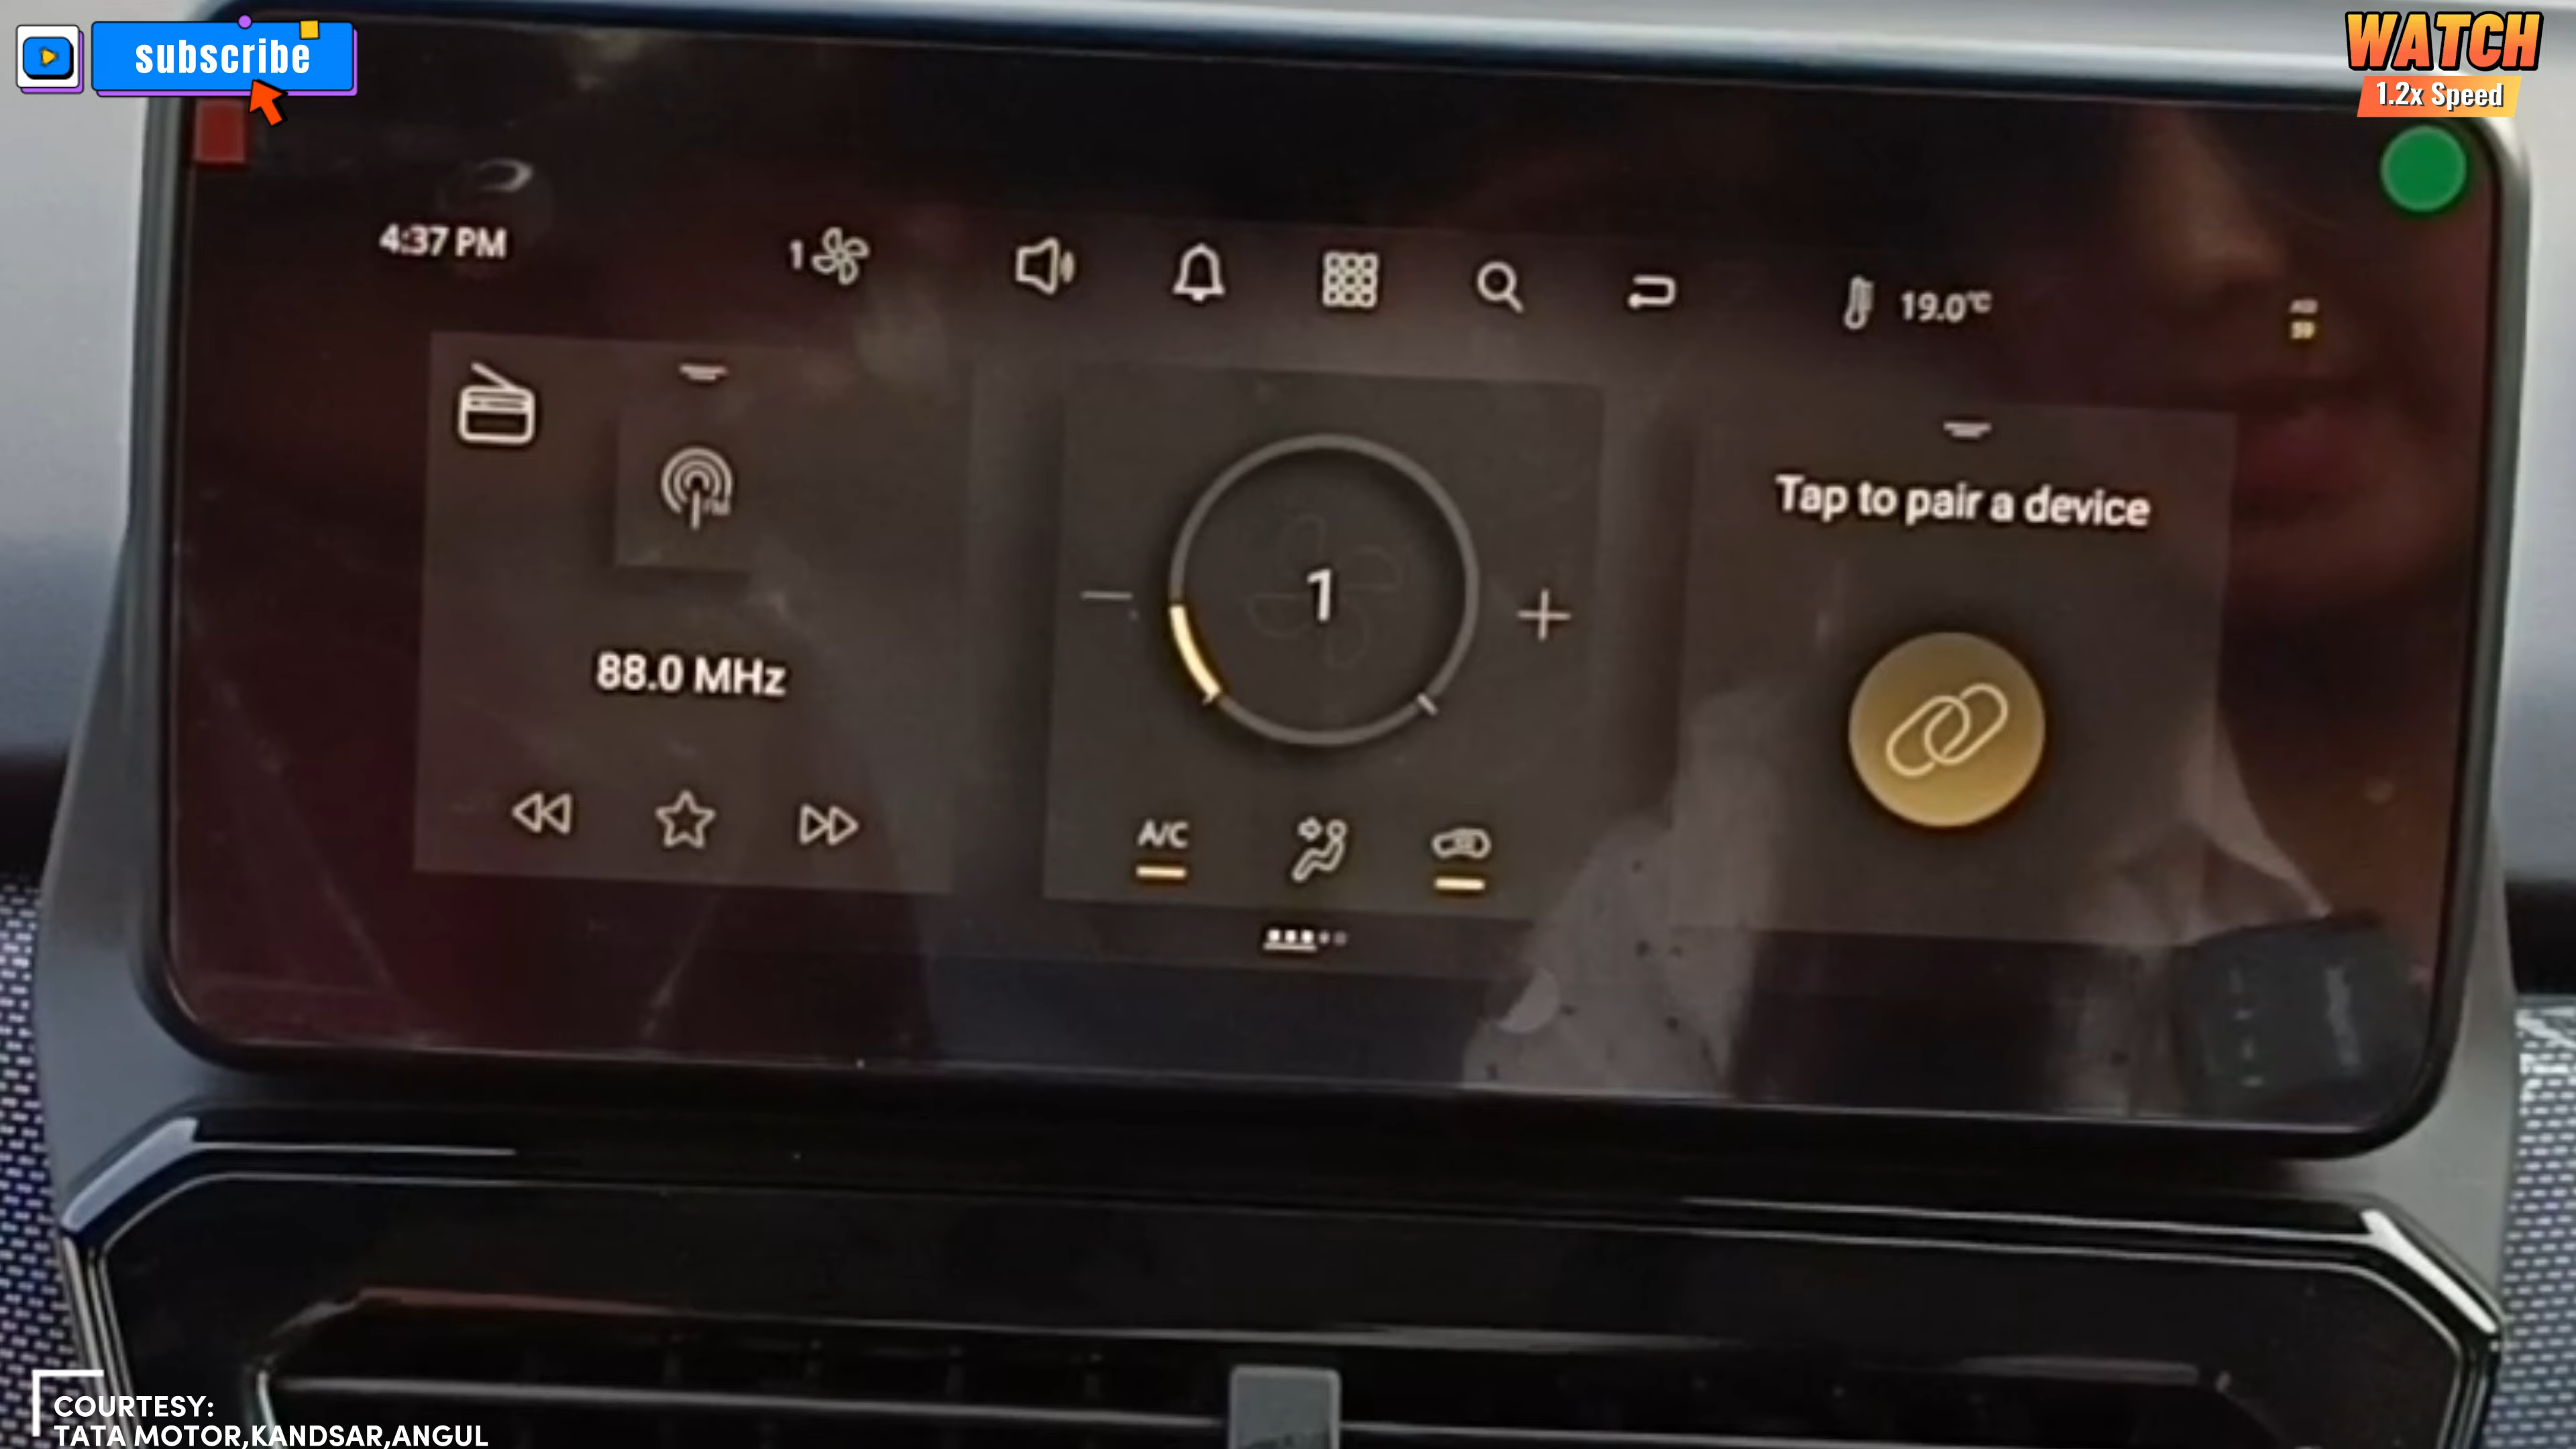 subscribe
WATCH
1.2x Speed
4:37 PM
1
19.0°C
FM
88.0 MHz
1
A/C
Tap to pair a device
COURTESY:
TATA MOTOR,KANDSAR,ANGUL